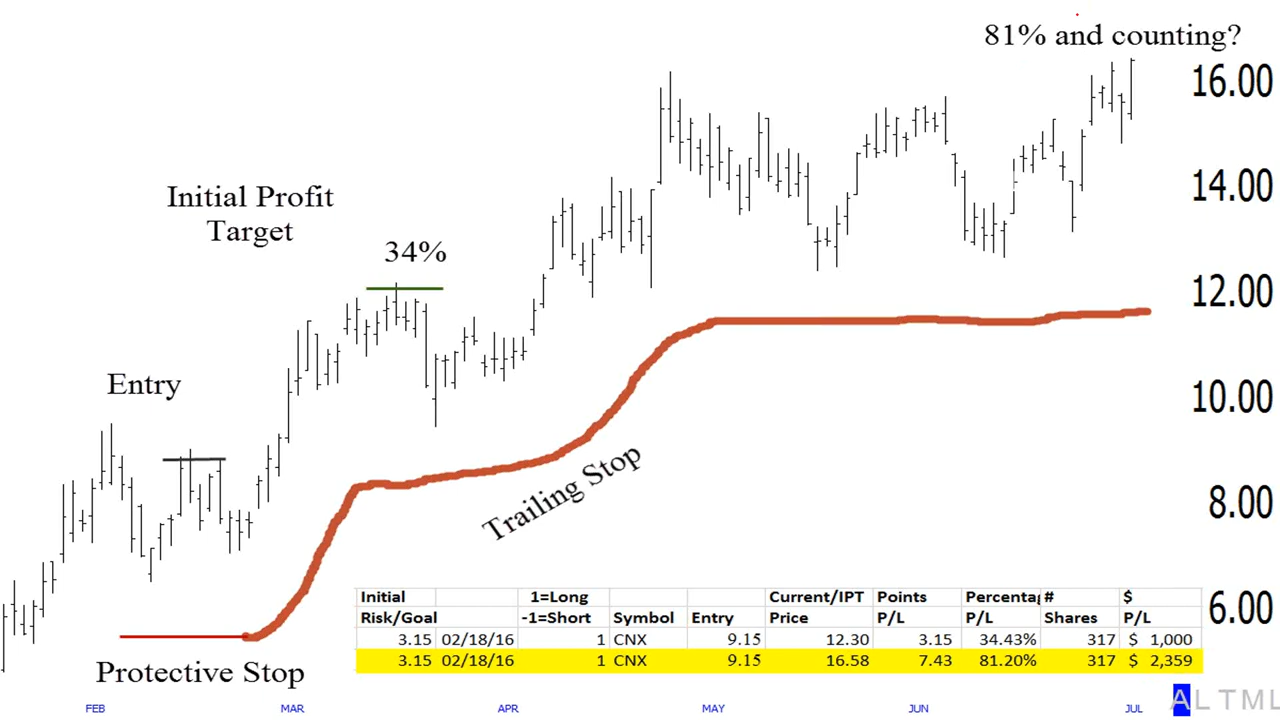 81% and counting?
16.00
Initial Profit
Target
14.00
34%
12.00
Entry
10.00
Trailing Stop
8.00
Initial 1=Long Current/IPT Points Percentag # $
Risk/Goal -1=Short Symbol Entry Price P/L P/L Shares P/L
3.15 02/18/16 1 CNX 9.15 12.30 3.15 34.43% 317 $ 1,000
3.15 02/18/16 1 CNX 9.15 16.58 7.43 81.20% 317 $ 2,359
6.00
Protective Stop
FEB MAR APR MAY JUN JUL
ALTML